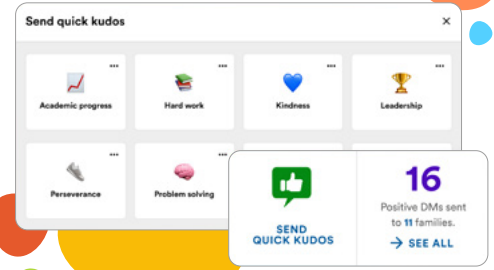 Send quick kudos
Academic progress
Hard work
Kindness
Leadership
Perseverance
Problem solving
SEND
QUICK KUDOS
16
Positive DMs sent
to 11 families.
→ SEE ALL